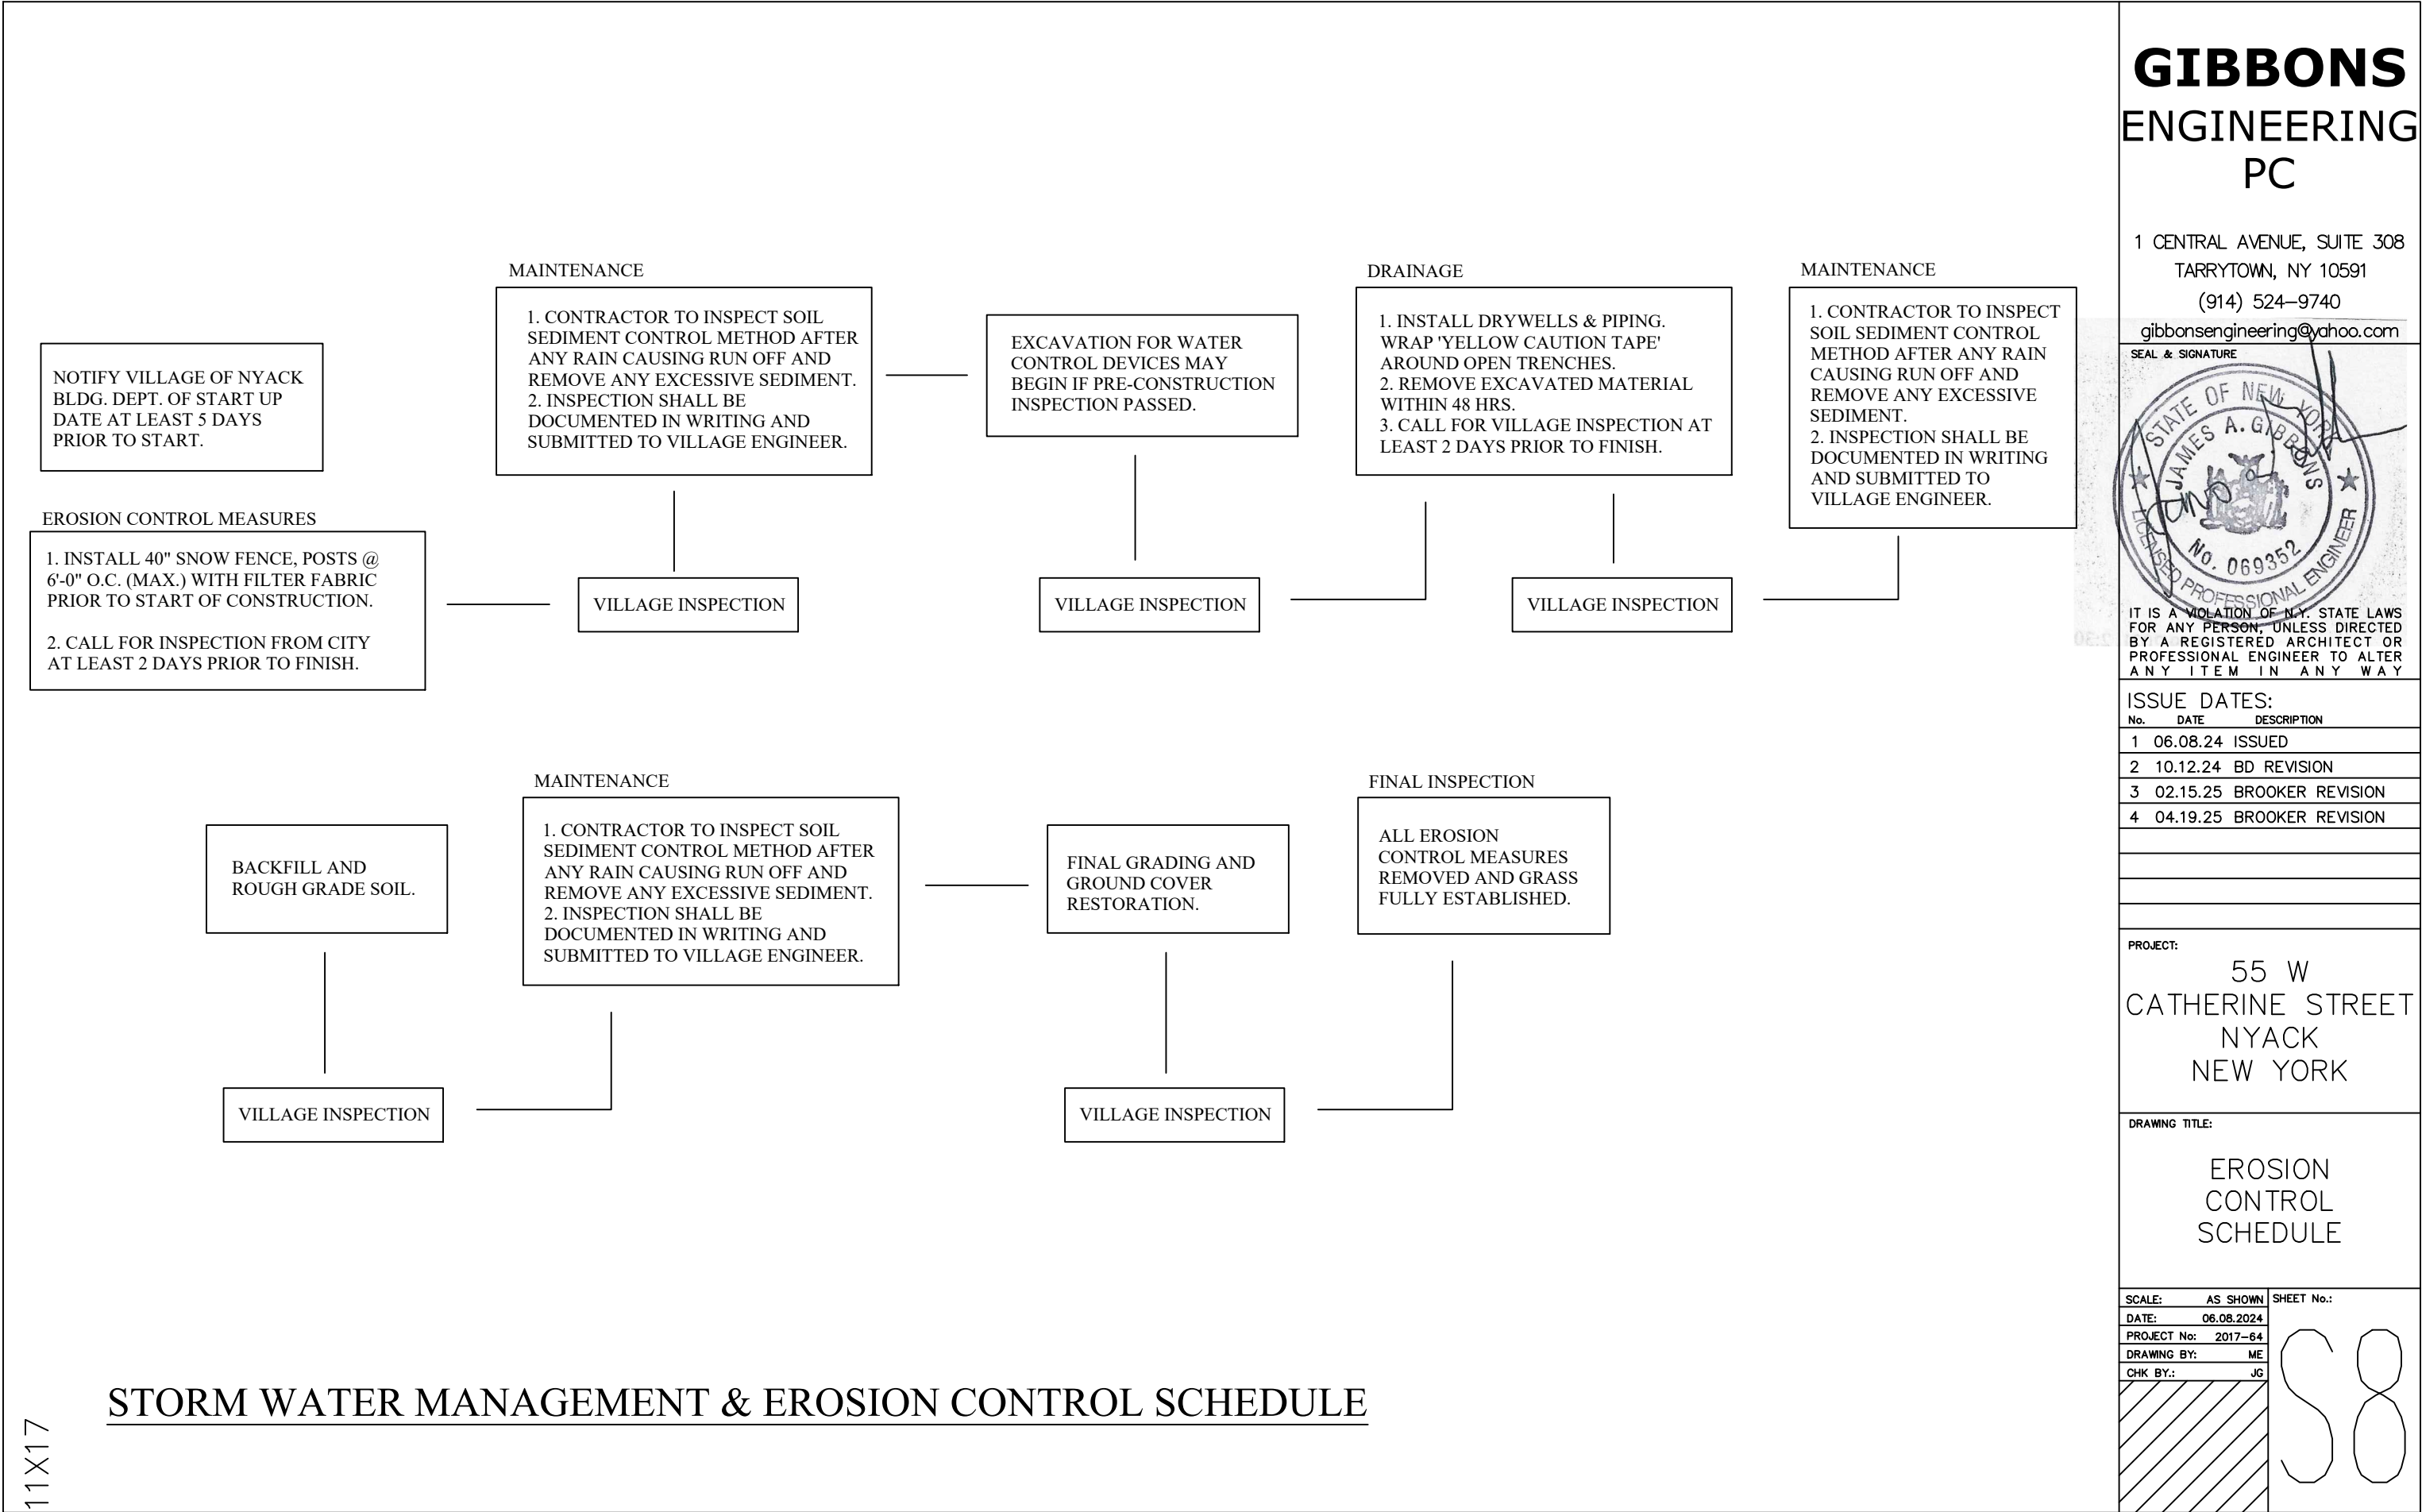 NOTIFY VILLAGE OF NYACK
BLDG. DEPT. OF START UP
DATE AT LEAST 5 DAYS
PRIOR TO START.
EROSION CONTROL MEASURES
1. INSTALL 40" SNOW FENCE, POSTS @
6'-0" O.C. (MAX.) WITH FILTER FABRIC
PRIOR TO START OF CONSTRUCTION.
2. CALL FOR INSPECTION FROM CITY
AT LEAST 2 DAYS PRIOR TO FINISH.
MAINTENANCE
1. CONTRACTOR TO INSPECT SOIL
SEDIMENT CONTROL METHOD AFTER
ANY RAIN CAUSING RUN OFF AND
REMOVE ANY EXCESSIVE SEDIMENT.
2. INSPECTION SHALL BE
DOCUMENTED IN WRITING AND
SUBMITTED TO VILLAGE ENGINEER.
VILLAGE INSPECTION
EXCAVATION FOR WATER
CONTROL DEVICES MAY
BEGIN IF PRE-CONSTRUCTION
INSPECTION PASSED.
VILLAGE INSPECTION
DRAINAGE
1. INSTALL DRYWELLS & PIPING.
WRAP 'YELLOW CAUTION TAPE'
AROUND OPEN TRENCHES.
2. REMOVE EXCAVATED MATERIAL
WITHIN 48 HRS.
3. CALL FOR VILLAGE INSPECTION AT
LEAST 2 DAYS PRIOR TO FINISH.
VILLAGE INSPECTION
MAINTENANCE
1. CONTRACTOR TO INSPECT
SOIL SEDIMENT CONTROL
METHOD AFTER ANY RAIN
CAUSING RUN OFF AND
REMOVE ANY EXCESSIVE
SEDIMENT.
2. INSPECTION SHALL BE
DOCUMENTED IN WRITING
AND SUBMITTED TO
VILLAGE ENGINEER.
BACKFILL AND
ROUGH GRADE SOIL.
VILLAGE INSPECTION
MAINTENANCE
1. CONTRACTOR TO INSPECT SOIL
SEDIMENT CONTROL METHOD AFTER
ANY RAIN CAUSING RUN OFF AND
REMOVE ANY EXCESSIVE SEDIMENT.
2. INSPECTION SHALL BE
DOCUMENTED IN WRITING AND
SUBMITTED TO VILLAGE ENGINEER.
FINAL GRADING AND
GROUND COVER
RESTORATION.
VILLAGE INSPECTION
FINAL INSPECTION
ALL EROSION
CONTROL MEASURES
REMOVED AND GRASS
FULLY ESTABLISHED.
STORM WATER MANAGEMENT & EROSION CONTROL SCHEDULE
11X17
GIBBONS
ENGINEERING
PC
1 CENTRAL AVENUE, SUITE 308
TARRYTOWN, NY 10591
(914) 524-9740
gibbonsengineering@yahoo.com
SEAL & SIGNATURE
STATE OF NEW YORK
JAMES A. GIBBONS
No. 069352
LICENSED PROFESSIONAL ENGINEER
IT IS A VIOLATION OF N.Y. STATE LAWS
FOR ANY PERSON, UNLESS DIRECTED
BY A REGISTERED ARCHITECT OR
PROFESSIONAL ENGINEER TO ALTER
ANY ITEM IN ANY WAY
ISSUE DATES:
No. DATE DESCRIPTION
1 06.08.24 ISSUED
2 10.12.24 BD REVISION
3 02.15.25 BROOKER REVISION
4 04.19.25 BROOKER REVISION
PROJECT:
55 W
CATHERINE STREET
NYACK
NEW YORK
DRAWING TITLE:
EROSION
CONTROL
SCHEDULE
SCALE: AS SHOWN
DATE: 06.08.2024
PROJECT No: 2017-64
DRAWING BY: ME
CHK BY.: JG
SHEET No.:
S8